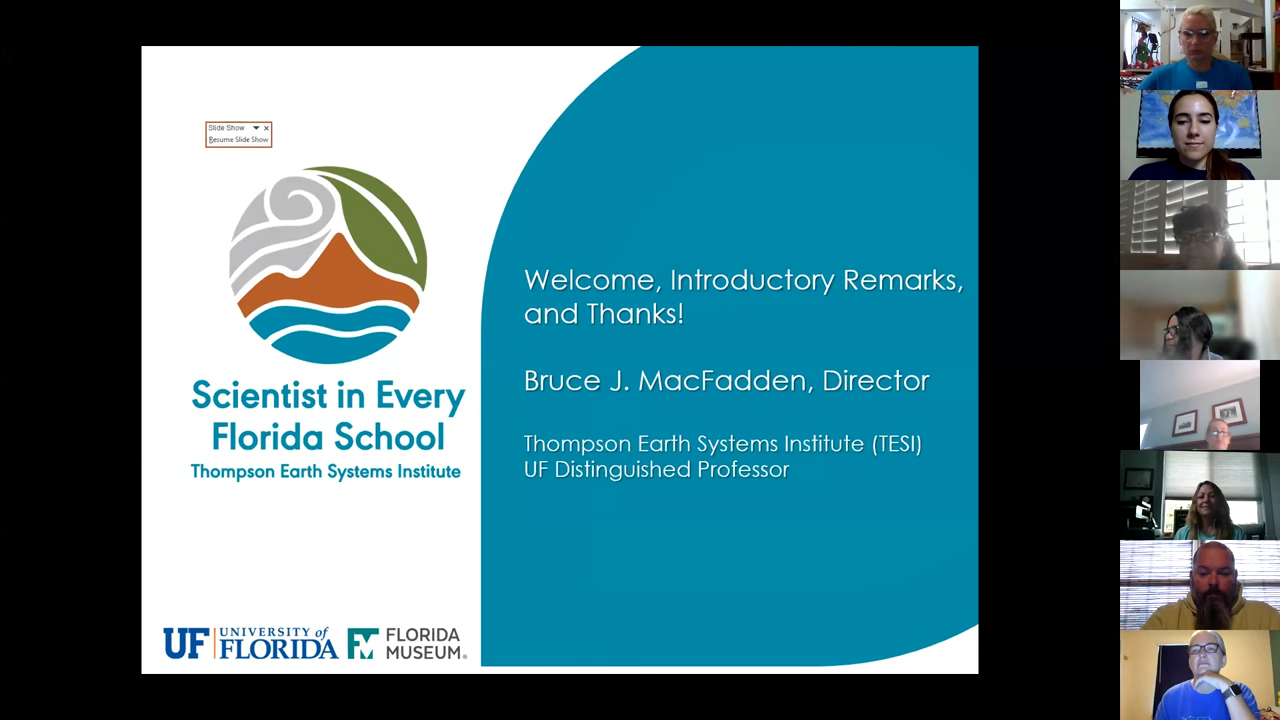 Slide Show
Resume Slide Show
Scientist in Every
Florida School
Thompson Earth Systems Institute
UF UNIVERSITY of
FLORIDA
FLORIDA
MUSEUM®
Welcome, Introductory Remarks,
and Thanks!
Bruce J. MacFadden, Director
Thompson Earth Systems Institute (TESI)
UF Distinguished Professor